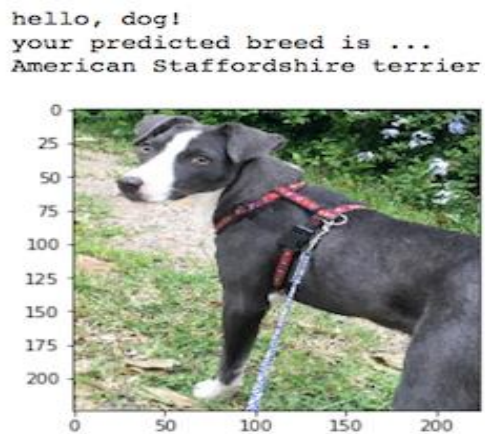 hello, dog!
your predicted breed is ...
American Staffordshire terrier
0
25
50
75
100
125
150
175
200
0 50 100 150 200